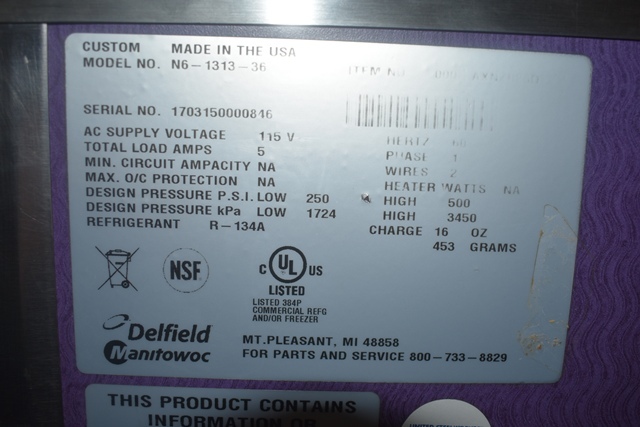 CUSTOM MADE IN THE USA
MODEL NO. N6-1313-36
SERIAL NO. 1703150000816
AC SUPPLY VOLTAGE 115 V HERTZ 60
TOTAL LOAD AMPS 5 PHASE 1
MIN. CIRCUIT AMPACITY NA WIRES 2
MAX. O/C PROTECTION NA HEATER WATTS NA
DESIGN PRESSURE P.S.I. LOW 250 HIGH 500
DESIGN PRESSURE kPa LOW 1724 HIGH 3450
REFRIGERANT R-134A CHARGE 16 OZ
453 GRAMS
NSF
C UL US
LISTED
LISTED 384P
COMMERCIAL REFG
AND/OR FREEZER
Delfield
Manitowoc
MT. PLEASANT, MI 48858
FOR PARTS AND SERVICE 800-733-8829
THIS PRODUCT CONTAINS